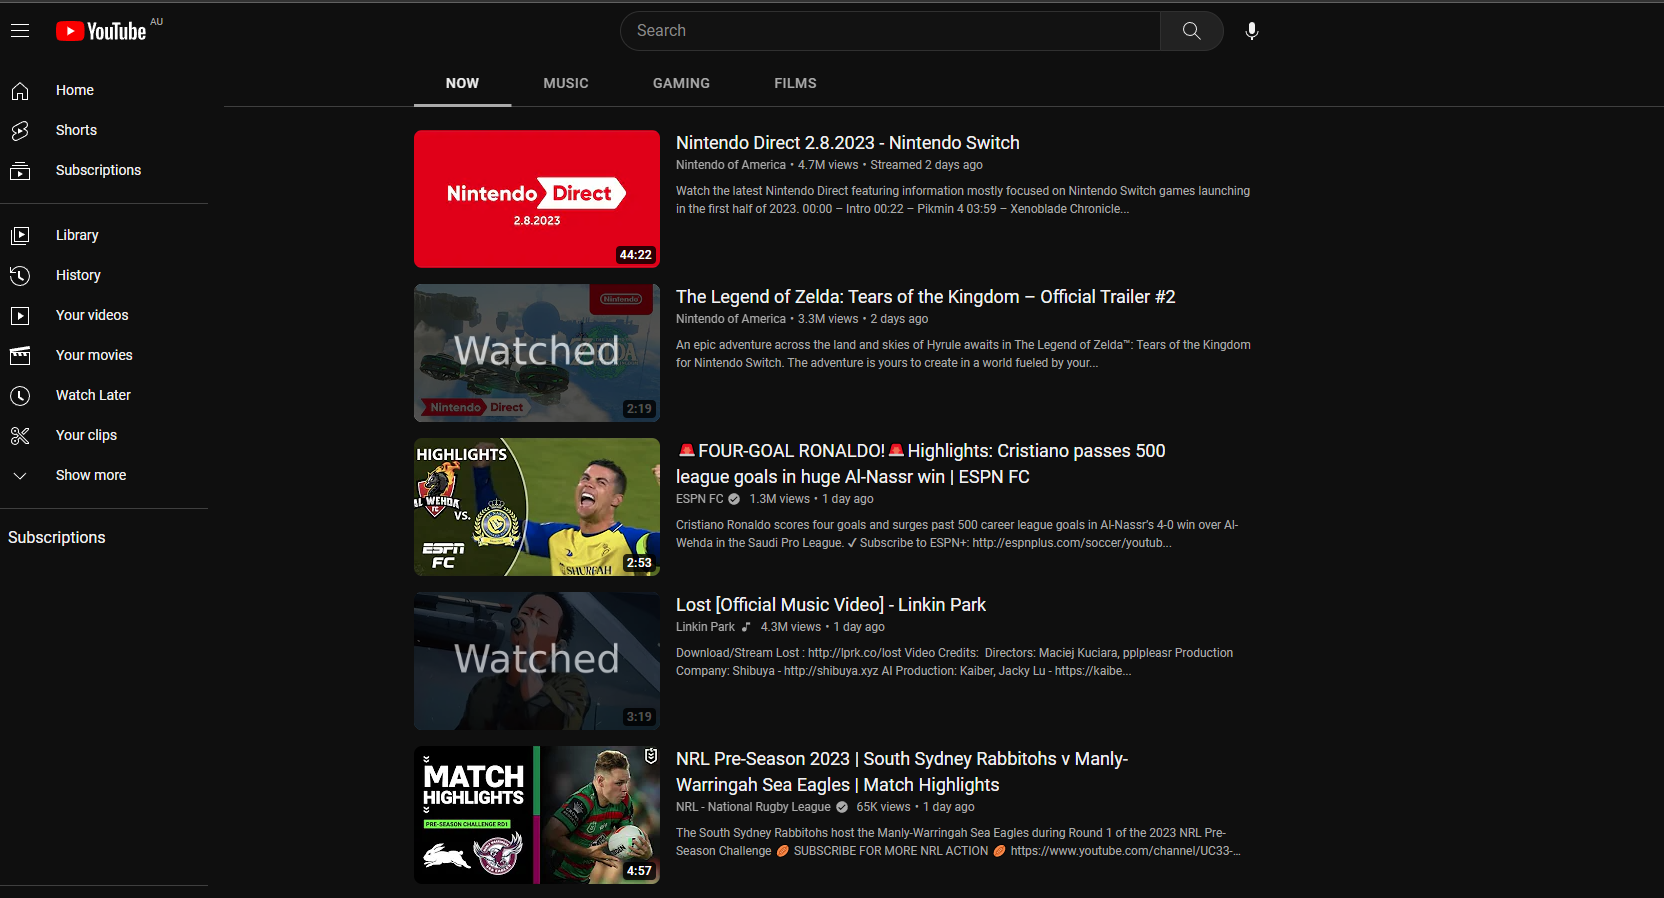 YouTube AU
Search
Home
Shorts
Subscriptions
Library
History
Your videos
Your movies
Watch Later
Your clips
Show more
Subscriptions
NOW MUSIC GAMING FILMS
Nintendo Direct
2.8.2023
44:22
Nintendo Direct 2.8.2023 - Nintendo Switch
Nintendo of America • 4.7M views • Streamed 2 days ago
Watch the latest Nintendo Direct featuring information mostly focused on Nintendo Switch games launching
in the first half of 2023. 00:00 – Intro 00:22 – Pikmin 4 03:59 – Xenoblade Chronicle...
Nintendo
Watched
Nintendo Direct
2:19
The Legend of Zelda: Tears of the Kingdom – Official Trailer #2
Nintendo of America • 3.3M views • 2 days ago
An epic adventure across the land and skies of Hyrule awaits in The Legend of Zelda™: Tears of the Kingdom
for Nintendo Switch. The adventure is yours to create in a world fueled by your...
HIGHLIGHTS
AL WEHDA
FC
VS.
ESPN
FC
2:53
🚨FOUR-GOAL RONALDO!🚨Highlights: Cristiano passes 500
league goals in huge Al-Nassr win | ESPN FC
ESPN FC 1.3M views • 1 day ago
Cristiano Ronaldo scores four goals and surges past 500 career league goals in Al-Nassr's 4-0 win over Al-
Wehda in the Saudi Pro League. ✓ Subscribe to ESPN+: http://espnplus.com/soccer/youtub...
Watched
3:19
Lost [Official Music Video] - Linkin Park
Linkin Park 4.3M views • 1 day ago
Download/Stream Lost : http://lprk.co/lost Video Credits: Directors: Maciej Kuciara, pplpleasr Production
Company: Shibuya - http://shibuya.xyz AI Production: Kaiber, Jacky Lu - https://kaibe...
MATCH
HIGHLIGHTS
PRE-SEASON CHALLENGE RD1
4:57
NRL Pre-Season 2023 | South Sydney Rabbitohs v Manly-
Warringah Sea Eagles | Match Highlights
NRL - National Rugby League 65K views • 1 day ago
The South Sydney Rabbitohs host the Manly-Warringah Sea Eagles during Round 1 of the 2023 NRL Pre-
Season Challenge 🏉 SUBSCRIBE FOR MORE NRL ACTION 🏉 https://www.youtube.com/channel/UC33-...